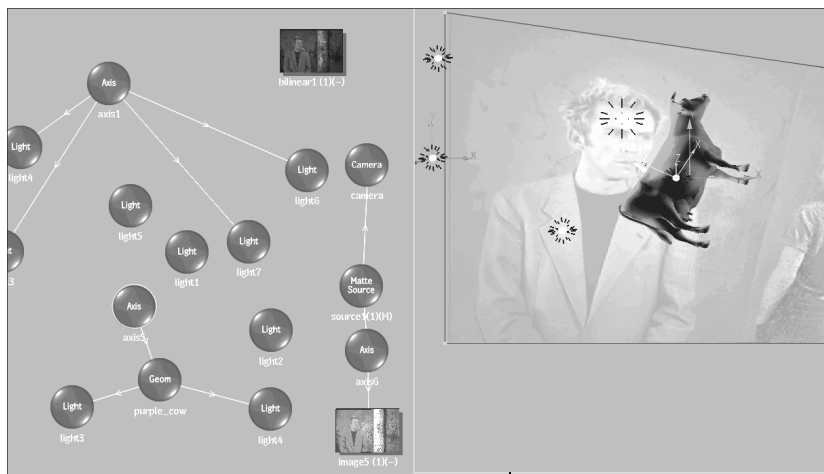 bilinear1 (1)(-)
Axis
axis1
Light
light4
Light
light6
Camera
camera
Light
light5
Light
light1
Light
light7
Matte
Source
source1(1)(M)
Axis
axis5
Light
light2
Axis
axis6
Geom
purple_cow
Light
light3
Light
light4
image5 (1)(-)
X
Y
Z
X
X